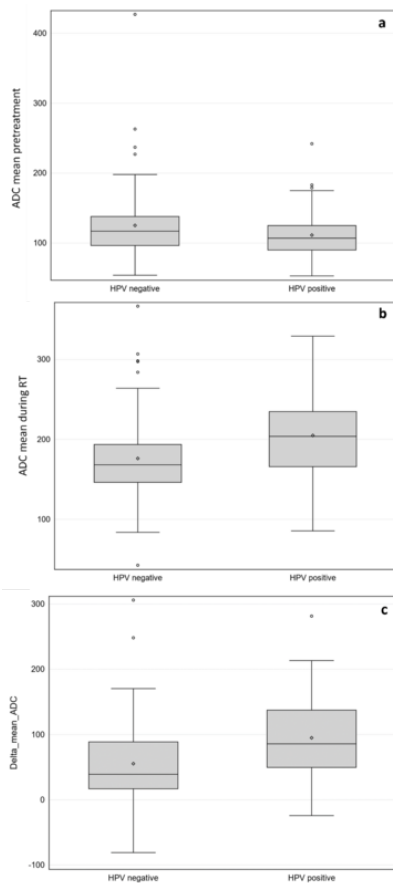 a
400
300
200
100
ADC mean pretreatment
HPV negative HPV positive
b
300
200
100
ADC mean during RT
HPV negative HPV positive
c
300
200
100
0
-100
Delta_mean_ADC
HPV negative HPV positive